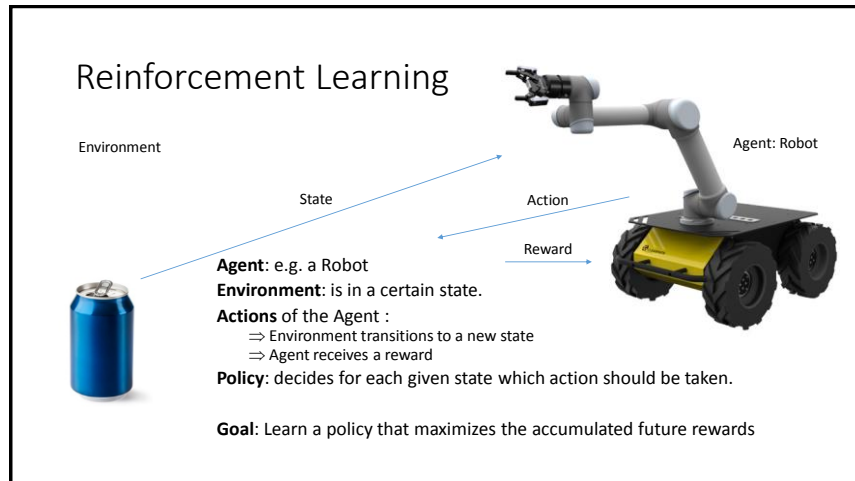 Reinforcement Learning
Environment
Agent: Robot
State
Action
Reward
Agent: e.g. a Robot
Environment: is in a certain state.
Actions of the Agent :
⇒ Environment transitions to a new state
⇒ Agent receives a reward
Policy: decides for each given state which action should be taken.
Goal: Learn a policy that maximizes the accumulated future rewards